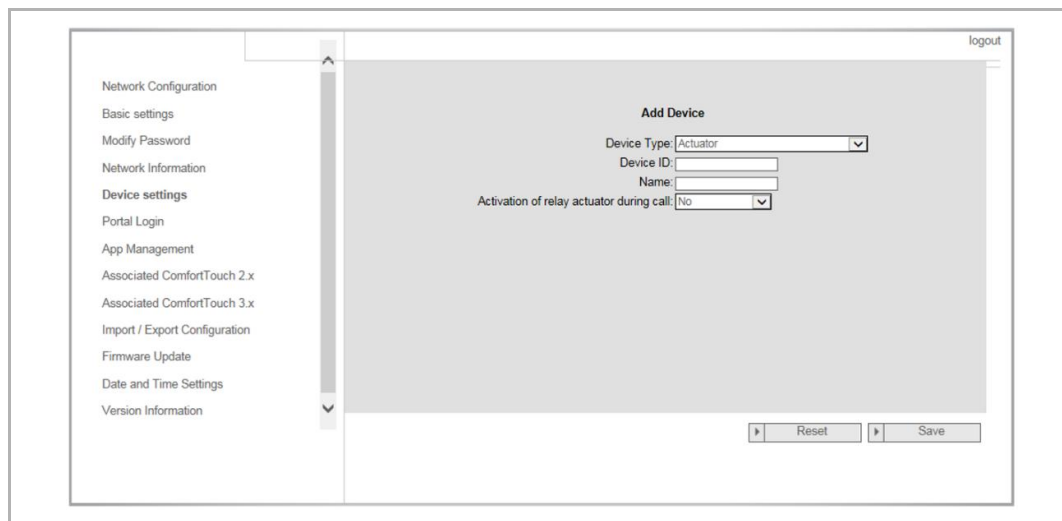 logout
Network Configuration
Basic settings
Modify Password
Network Information
Device settings
Portal Login
App Management
Associated ComfortTouch 2.x
Associated ComfortTouch 3.x
Import / Export Configuration
Firmware Update
Date and Time Settings
Version Information
Add Device
Device Type: Actuator
Device ID:
Name:
Activation of relay actuator during call: No
Reset Save